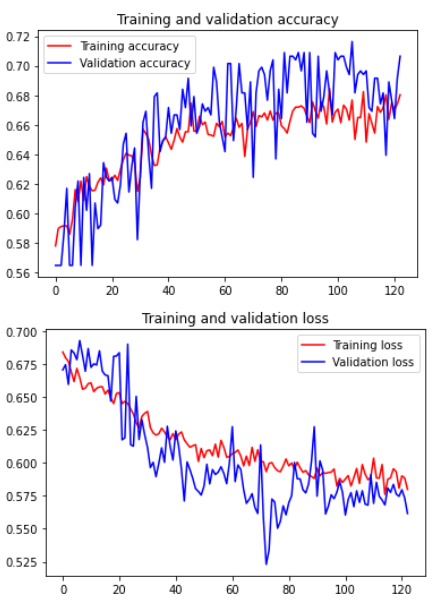 Training and validation accuracy
0.72
0.70
0.68
0.66
0.64
0.62
0.60
0.58
0.56
Training accuracy
Validation accuracy
0 20 40 60 80 100 120
Training and validation loss
0.700
0.675
0.650
0.625
0.600
0.575
0.550
0.525
Training loss
Validation loss
0 20 40 60 80 100 120